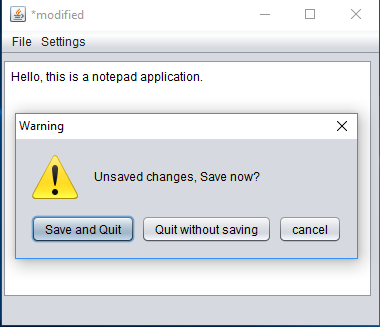 *modified
File Settings
Hello, this is a notepad application.
Warning
Unsaved changes, Save now?
Save and Quit Quit without saving cancel